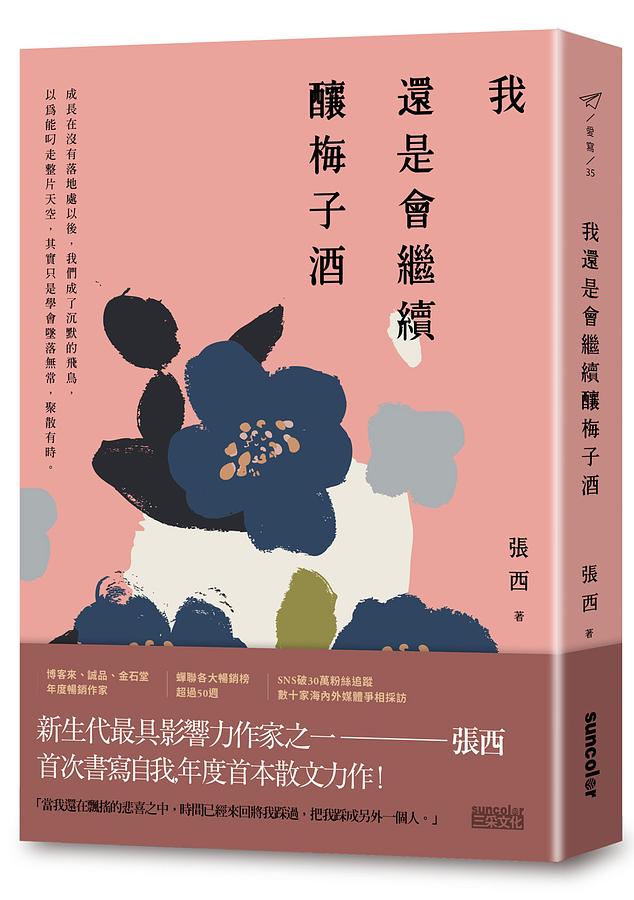 我
還是會繼續
釀梅子酒
張西 著
成長在沒有落地處以後，我們成了沉默的飛鳥，
以為能叼走整片天空，其實只是學會墜落無常，聚散有時。
愛寫 / 35
我還是會繼續釀梅子酒
張西 著
suncolor
博客來、誠品、金石堂
年度暢銷作家
蟬聯各大暢銷榜
超過50週
SNS破30萬粉絲追蹤
數十家海內外媒體爭相採訪
新生代最具影響力作家之一————張西
首次書寫自我,年度首本散文力作!
「當我還在飄搖的悲喜之中，時間已經來回將我踩過，把我踩成另外一個人。」
suncolor
三采文化